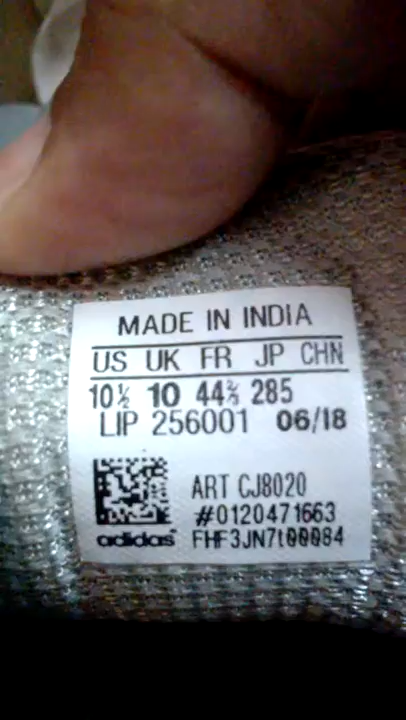 MADE IN INDIA
US UK FR JP CHN
10½ 10 44⅔ 285
LIP 256001 06/18
ART CJ8020
#0120471663
adidas FHF3JN7t00084